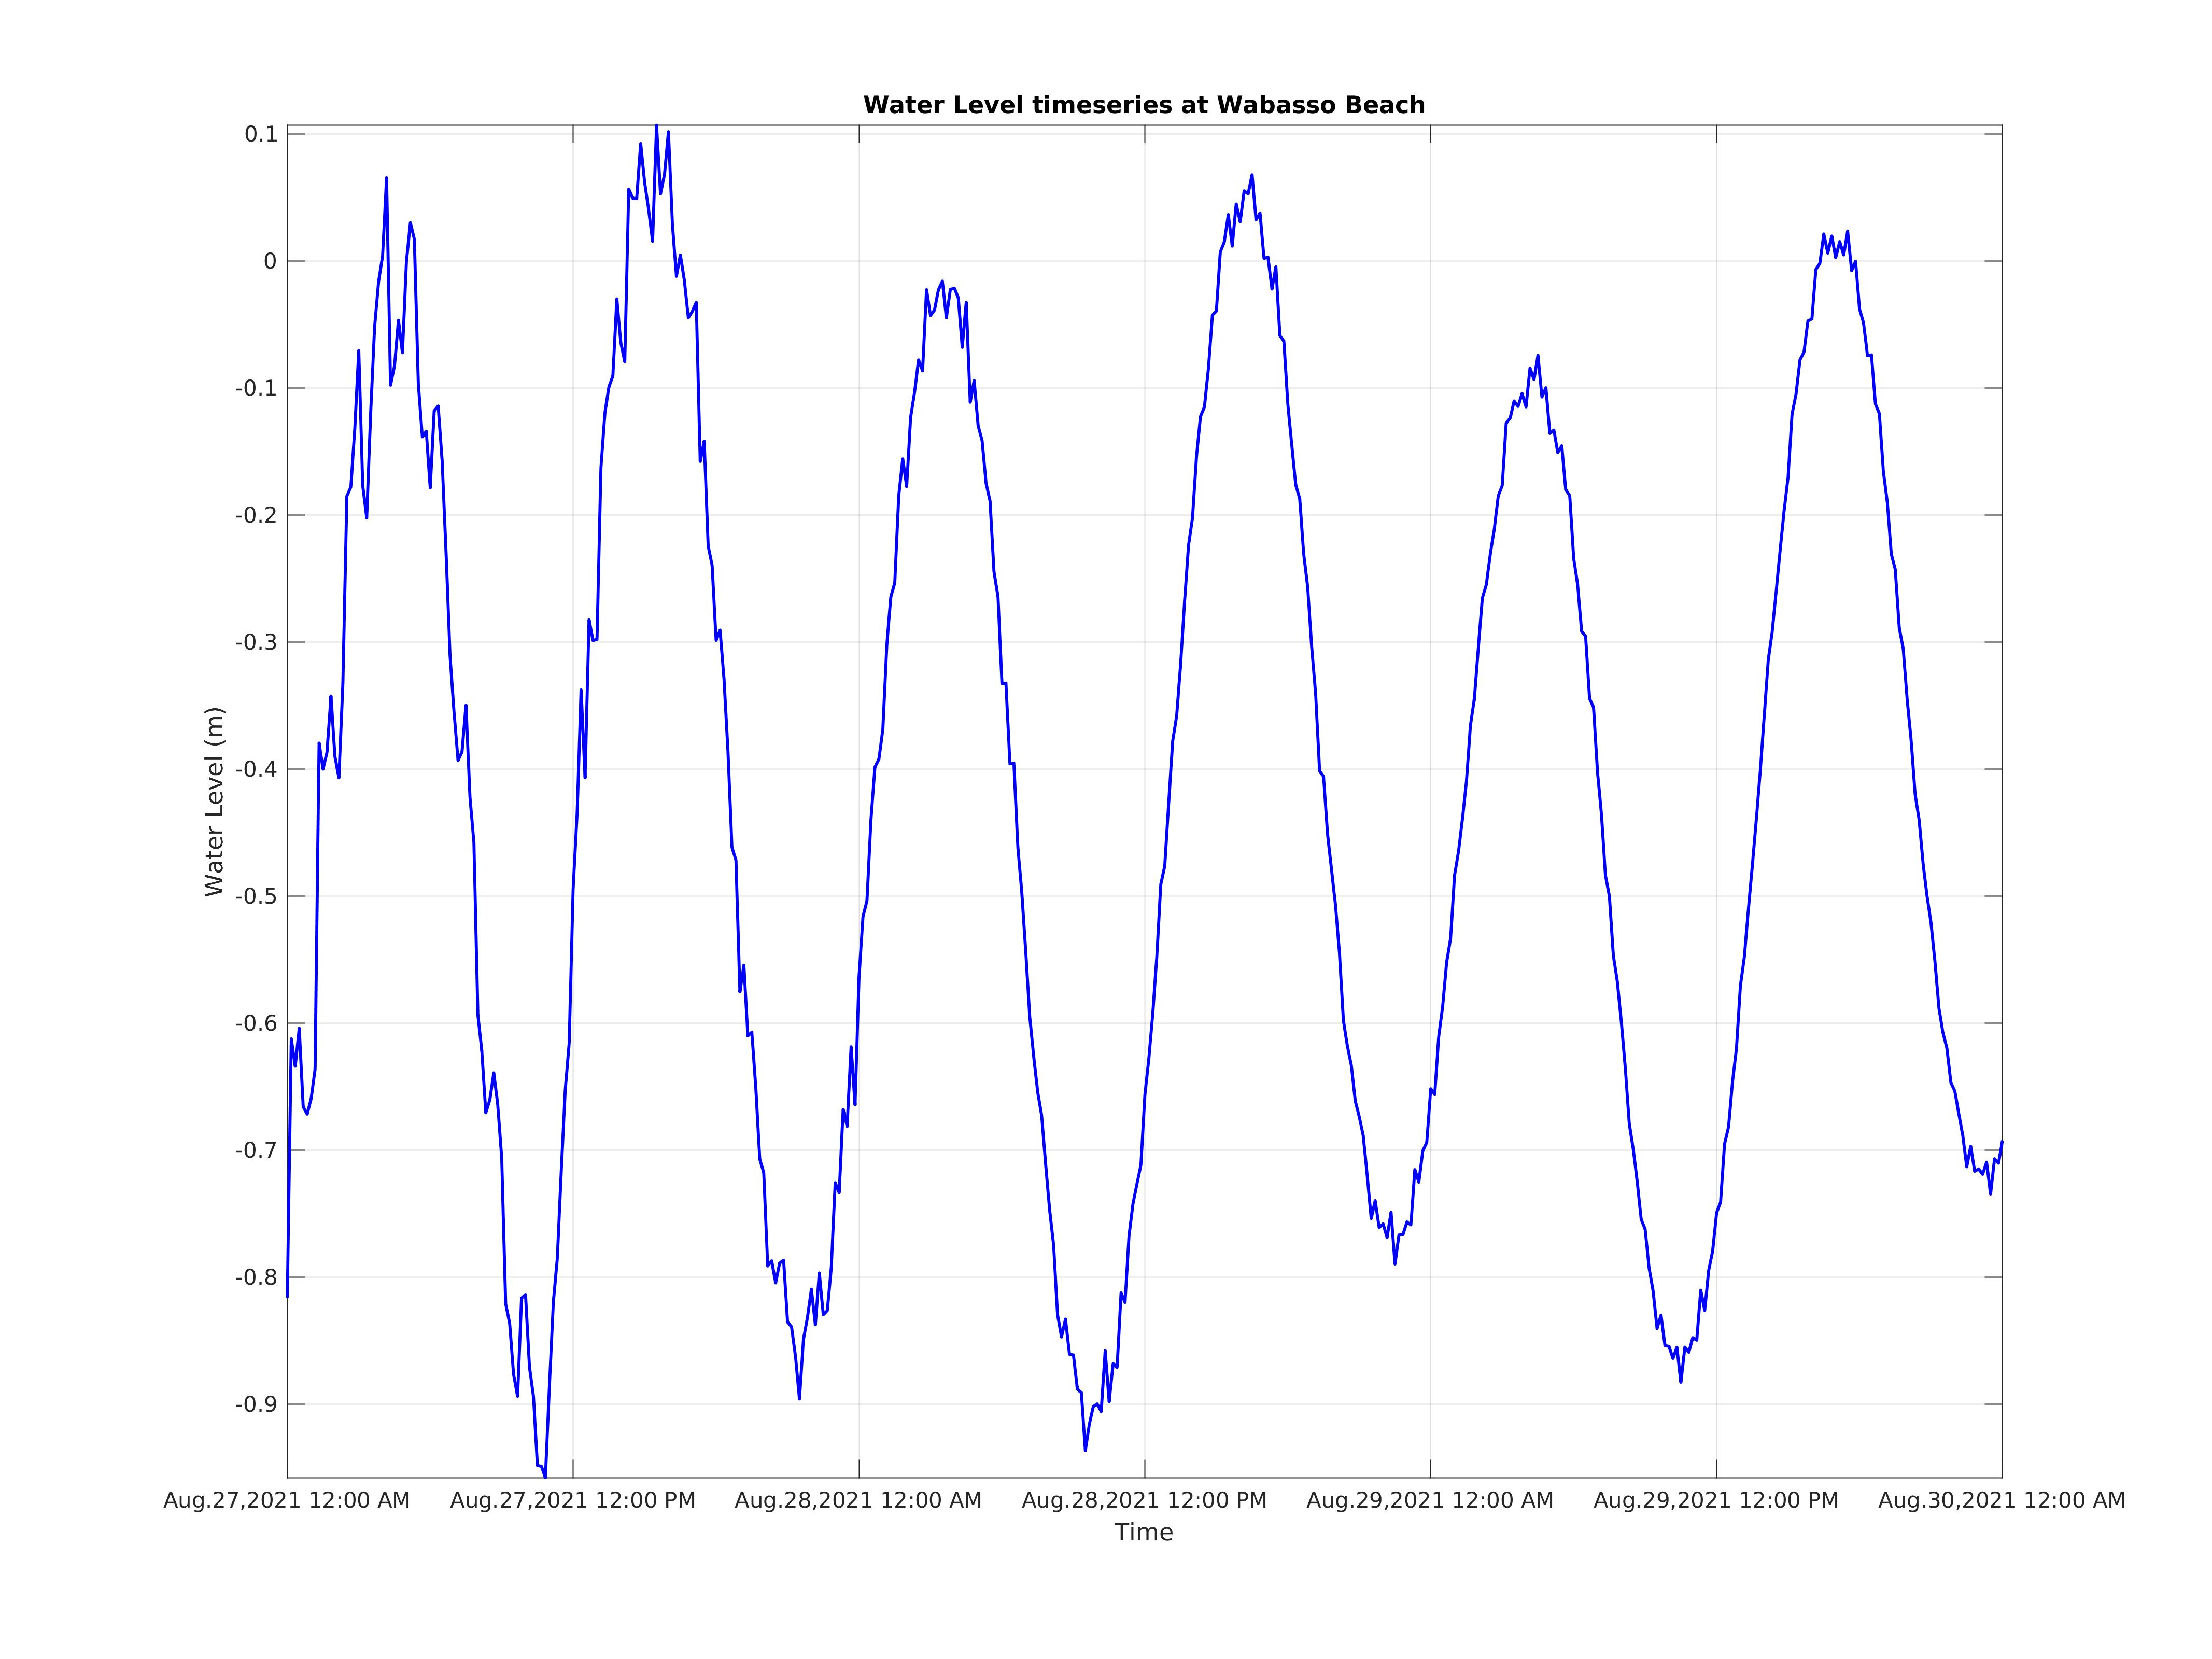 Water Level timeseries at Wabasso Beach
0.1
0
-0.1
-0.2
-0.3
-0.4
-0.5
-0.6
-0.7
-0.8
-0.9
Water Level (m)
Aug.27,2021 12:00 AM
Aug.27,2021 12:00 PM
Aug.28,2021 12:00 AM
Aug.28,2021 12:00 PM
Aug.29,2021 12:00 AM
Aug.29,2021 12:00 PM
Aug.30,2021 12:00 AM
Time